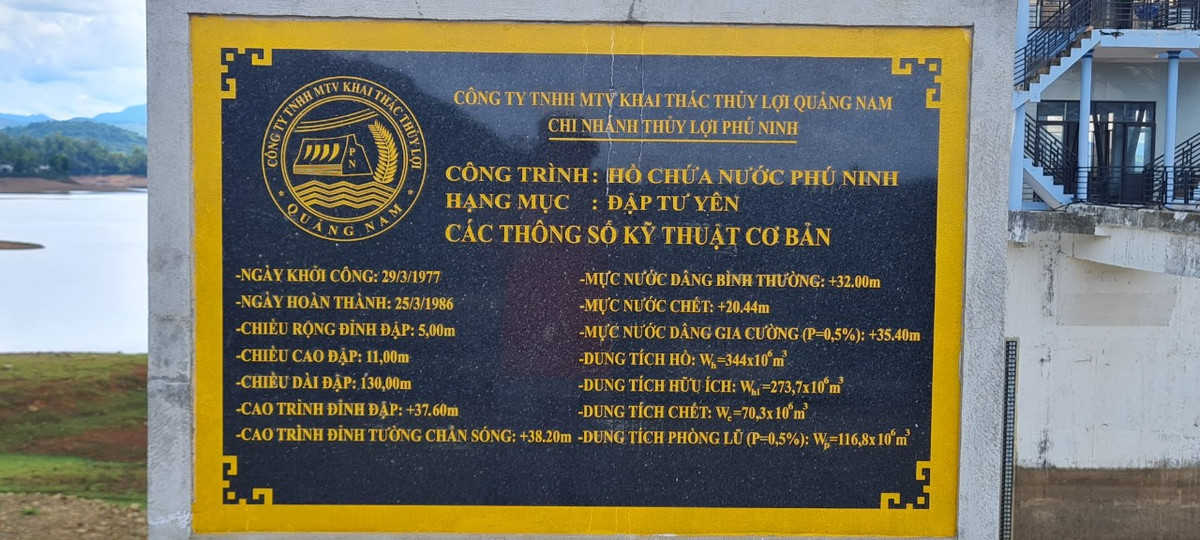 CÔNG TY TNHH MTV KHAI THÁC THỦY LỢI
QUẢNG NAM
PN
CÔNG TY TNHH MTV KHAI THÁC THỦY LỢI QUẢNG NAM
CHI NHÁNH THỦY LỢI PHÚ NINH
CÔNG TRÌNH: HỒ CHỨA NƯỚC PHÚ NINH
HẠNG MỤC : ĐẬP TƯ YÊN
CÁC THÔNG SỐ KỸ THUẬT CƠ BẢN
-NGÀY KHỞI CÔNG: 29/3/1977
-NGÀY HOÀN THÀNH: 25/3/1986
-CHIỀU RỘNG ĐỈNH ĐẬP: 5,00m
-CHIỀU CAO ĐẬP: 11,00m
-CHIỀU DÀI ĐẬP: 130,00m
-CAO TRÌNH ĐỈNH ĐẬP: +37.60m
-CAO TRÌNH ĐỈNH TƯỜNG CHẮN SÓNG: +38.20m
-MỰC NƯỚC DÂNG BÌNH THƯỜNG: +32.00m
-MỰC NƯỚC CHẾT: +20.44m
-MỰC NƯỚC DÂNG GIA CƯỜNG (P=0,5%): +35.40m
-DUNG TÍCH HỒ: Wₕ=344x10⁶m³
-DUNG TÍCH HỮU ÍCH: Wₕᵢ=273,7x10⁶m³
-DUNG TÍCH CHẾT: W꜀=70,3x10⁶m³
-DUNG TÍCH PHÒNG LŨ (P=0,5%): Wₚ=116,8x10⁶m³